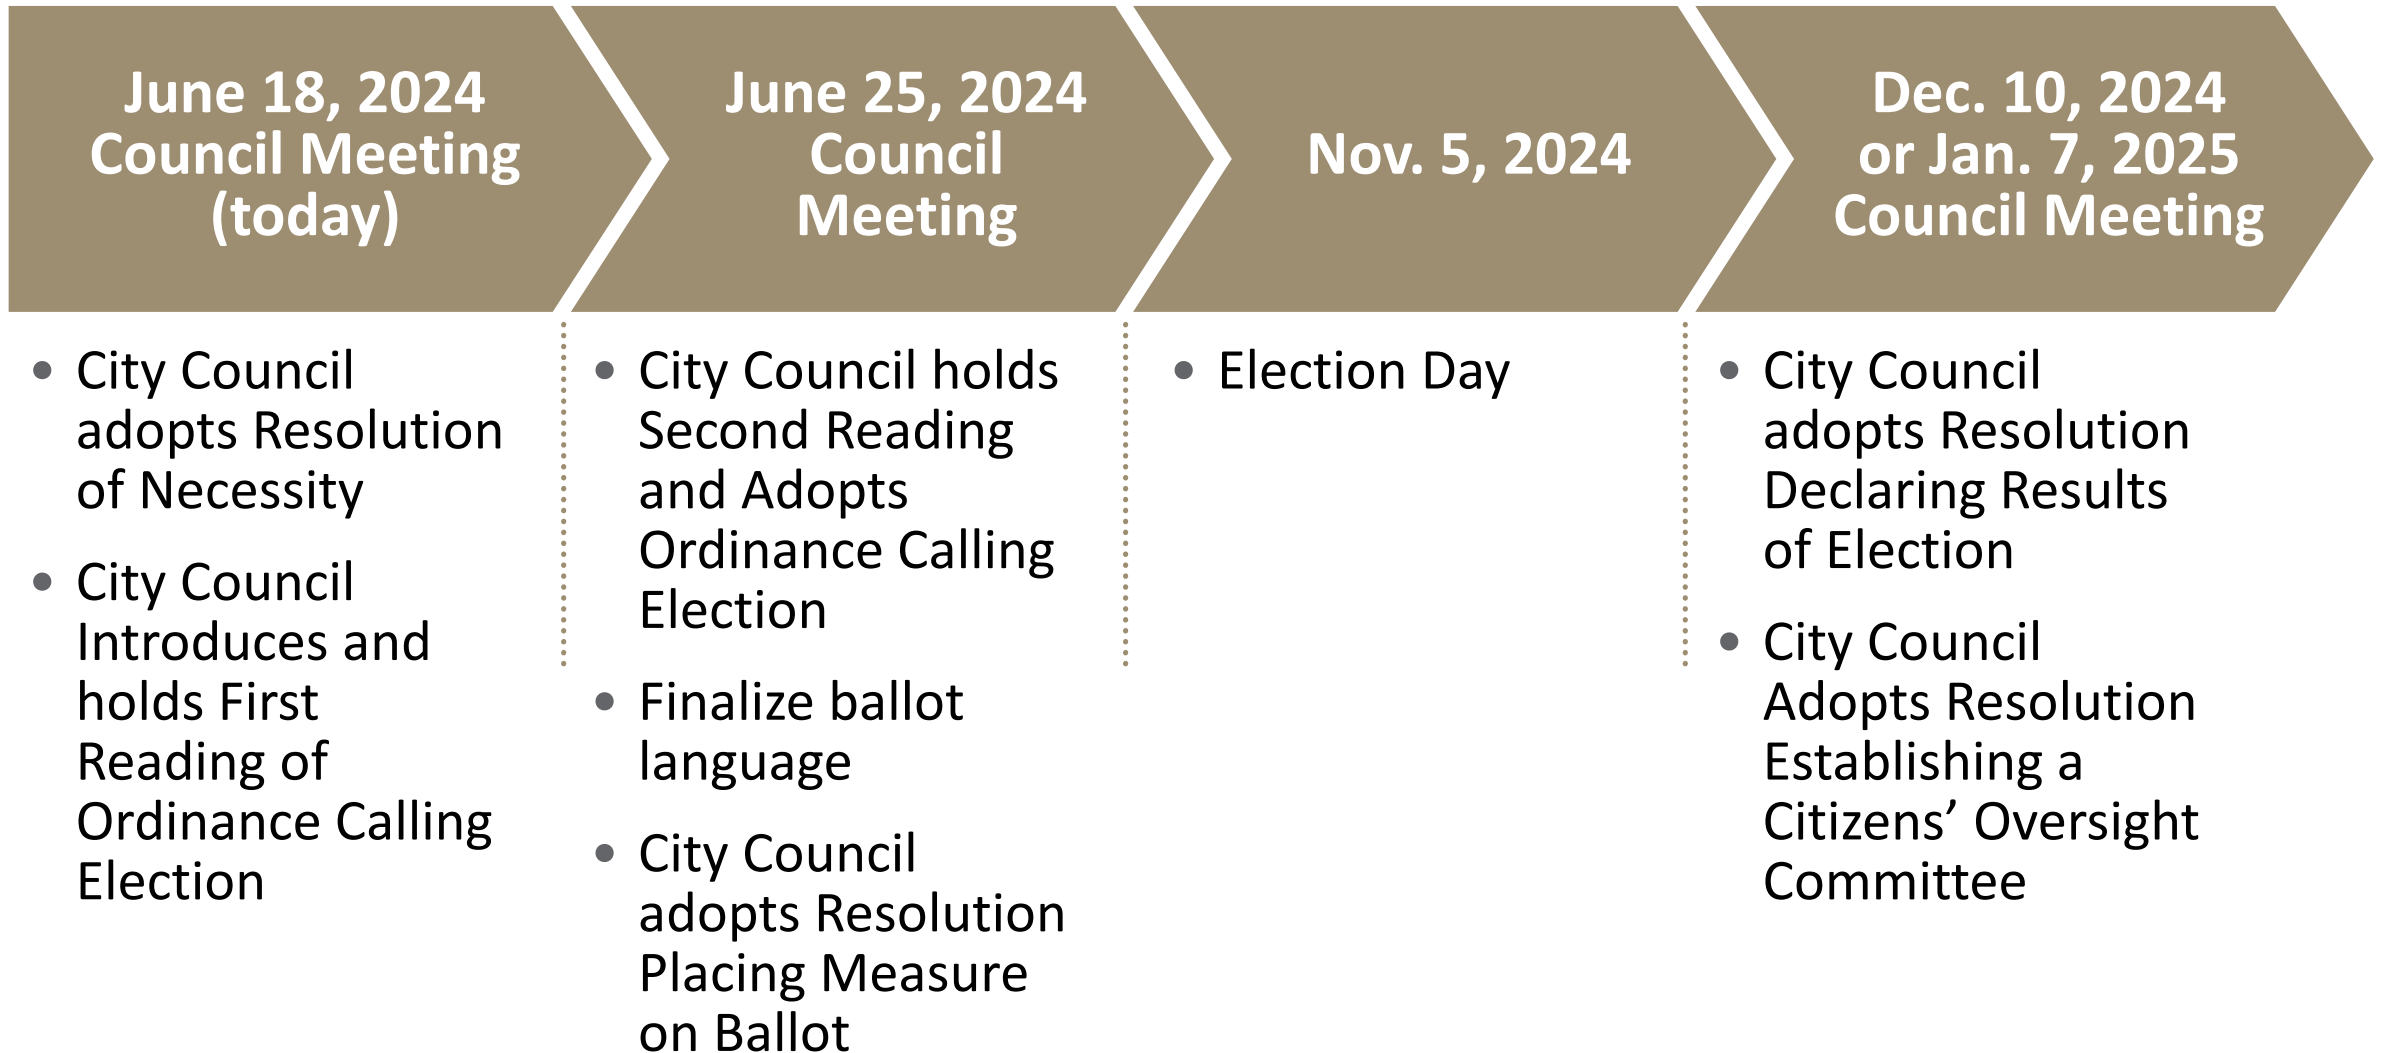 June 18, 2024
Council Meeting
(today)
June 25, 2024
Council
Meeting
Nov. 5, 2024
Dec. 10, 2024
or Jan. 7, 2025
Council Meeting
• City Council
adopts Resolution
of Necessity
• City Council
Introduces and
holds First
Reading of
Ordinance Calling
Election
• City Council holds
Second Reading
and Adopts
Ordinance Calling
Election
• Finalize ballot
language
• City Council
adopts Resolution
Placing Measure
on Ballot
• Election Day
• City Council
adopts Resolution
Declaring Results
of Election
• City Council
Adopts Resolution
Establishing a
Citizens’ Oversight
Committee